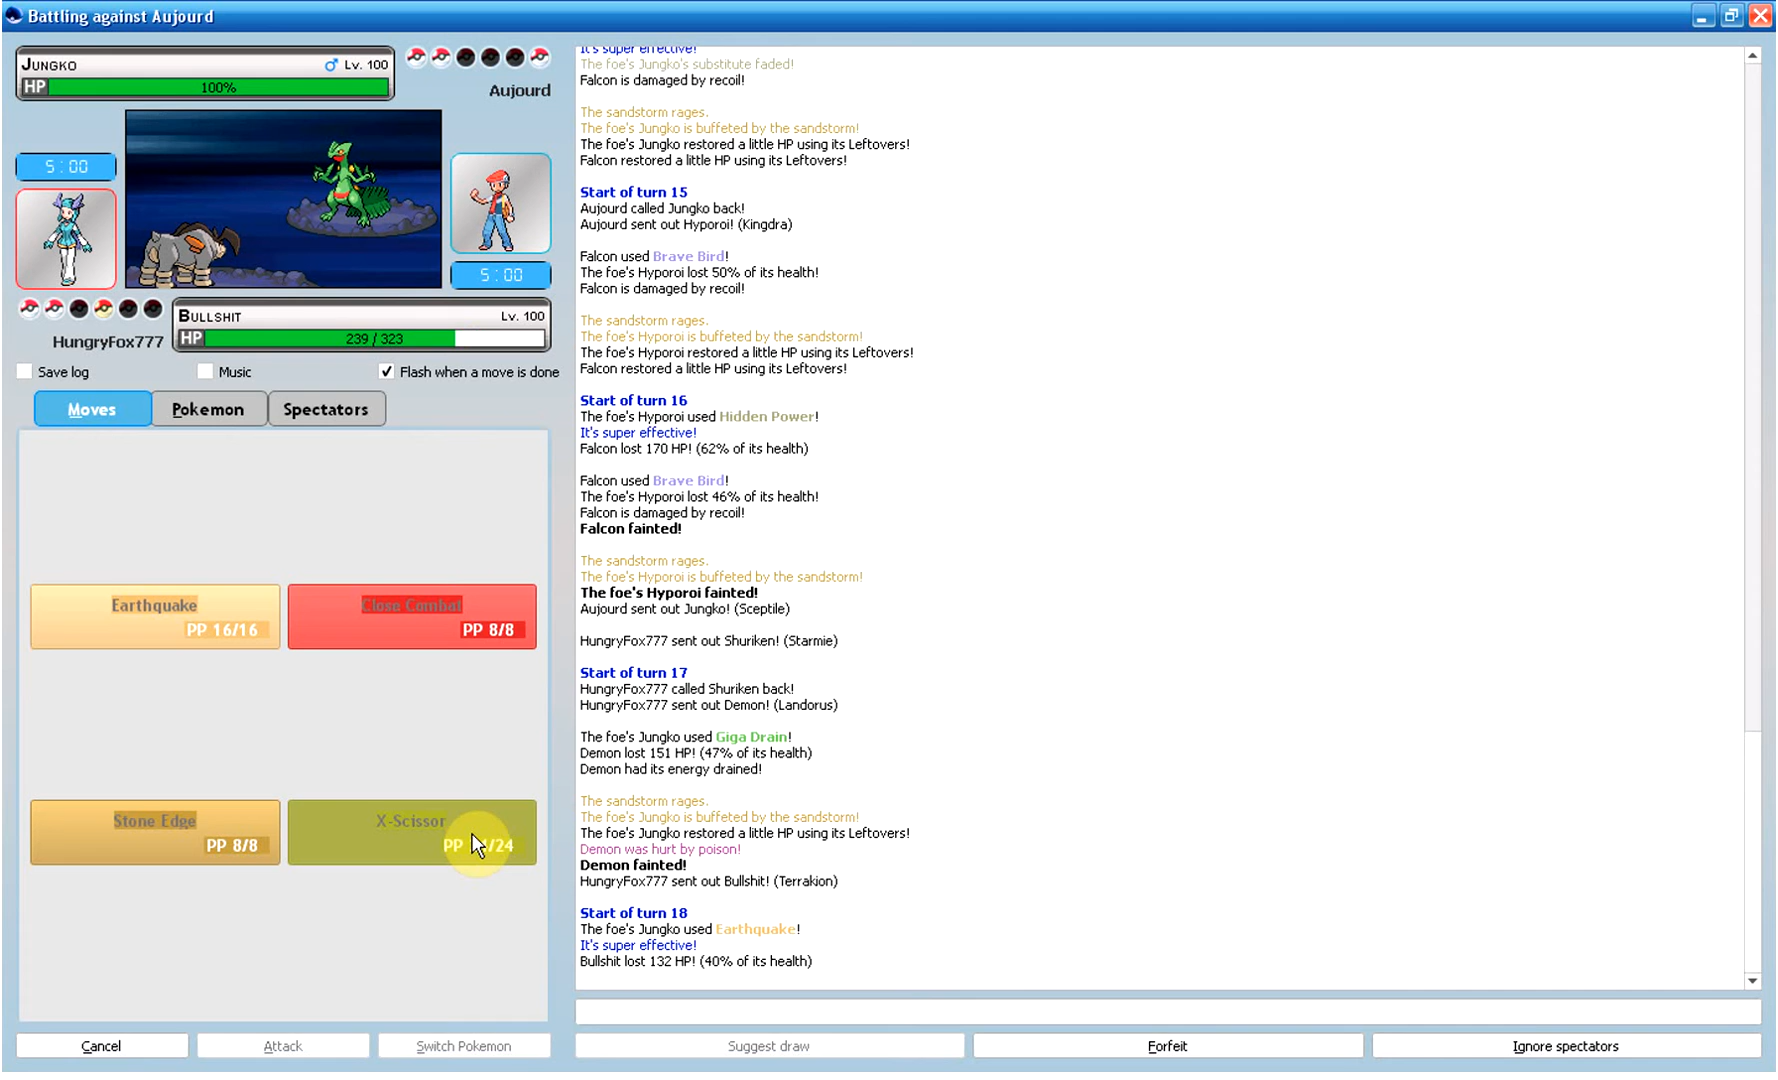 Battling against Aujourd
JUNGKO ♂ Lv. 100
HP 100%
Aujourd
5:00
5:00
BULLSHIT Lv. 100
HP 239 / 323
HungryFox777
Save log
Music
Flash when a move is done
Moves
Pokemon
Spectators
Earthquake
PP 16/16
Close Combat
PP 8/8
Stone Edge
PP 8/8
X-Scissor
PP /24
Cancel
Attack
Switch Pokemon
It's super effective!
The foe's Jungko's substitute faded!
Falcon is damaged by recoil!
The sandstorm rages.
The foe's Jungko is buffeted by the sandstorm!
The foe's Jungko restored a little HP using its Leftovers!
Falcon restored a little HP using its Leftovers!
Start of turn 15
Aujourd called Jungko back!
Aujourd sent out Hyporoi! (Kingdra)
Falcon used Brave Bird!
The foe's Hyporoi lost 50% of its health!
Falcon is damaged by recoil!
The sandstorm rages.
The foe's Hyporoi is buffeted by the sandstorm!
The foe's Hyporoi restored a little HP using its Leftovers!
Falcon restored a little HP using its Leftovers!
Start of turn 16
The foe's Hyporoi used Hidden Power!
It's super effective!
Falcon lost 170 HP! (62% of its health)
Falcon used Brave Bird!
The foe's Hyporoi lost 46% of its health!
Falcon is damaged by recoil!
Falcon fainted!
The sandstorm rages.
The foe's Hyporoi is buffeted by the sandstorm!
The foe's Hyporoi fainted!
Aujourd sent out Jungko! (Sceptile)
HungryFox777 sent out Shuriken! (Starmie)
Start of turn 17
HungryFox777 called Shuriken back!
HungryFox777 sent out Demon! (Landorus)
The foe's Jungko used Giga Drain!
Demon lost 151 HP! (47% of its health)
Demon had its energy drained!
The sandstorm rages.
The foe's Jungko is buffeted by the sandstorm!
The foe's Jungko restored a little HP using its Leftovers!
Demon was hurt by poison!
Demon fainted!
HungryFox777 sent out Bullshit! (Terrakion)
Start of turn 18
The foe's Jungko used Earthquake!
It's super effective!
Bullshit lost 132 HP! (40% of its health)
Suggest draw
Forfeit
Ignore spectators